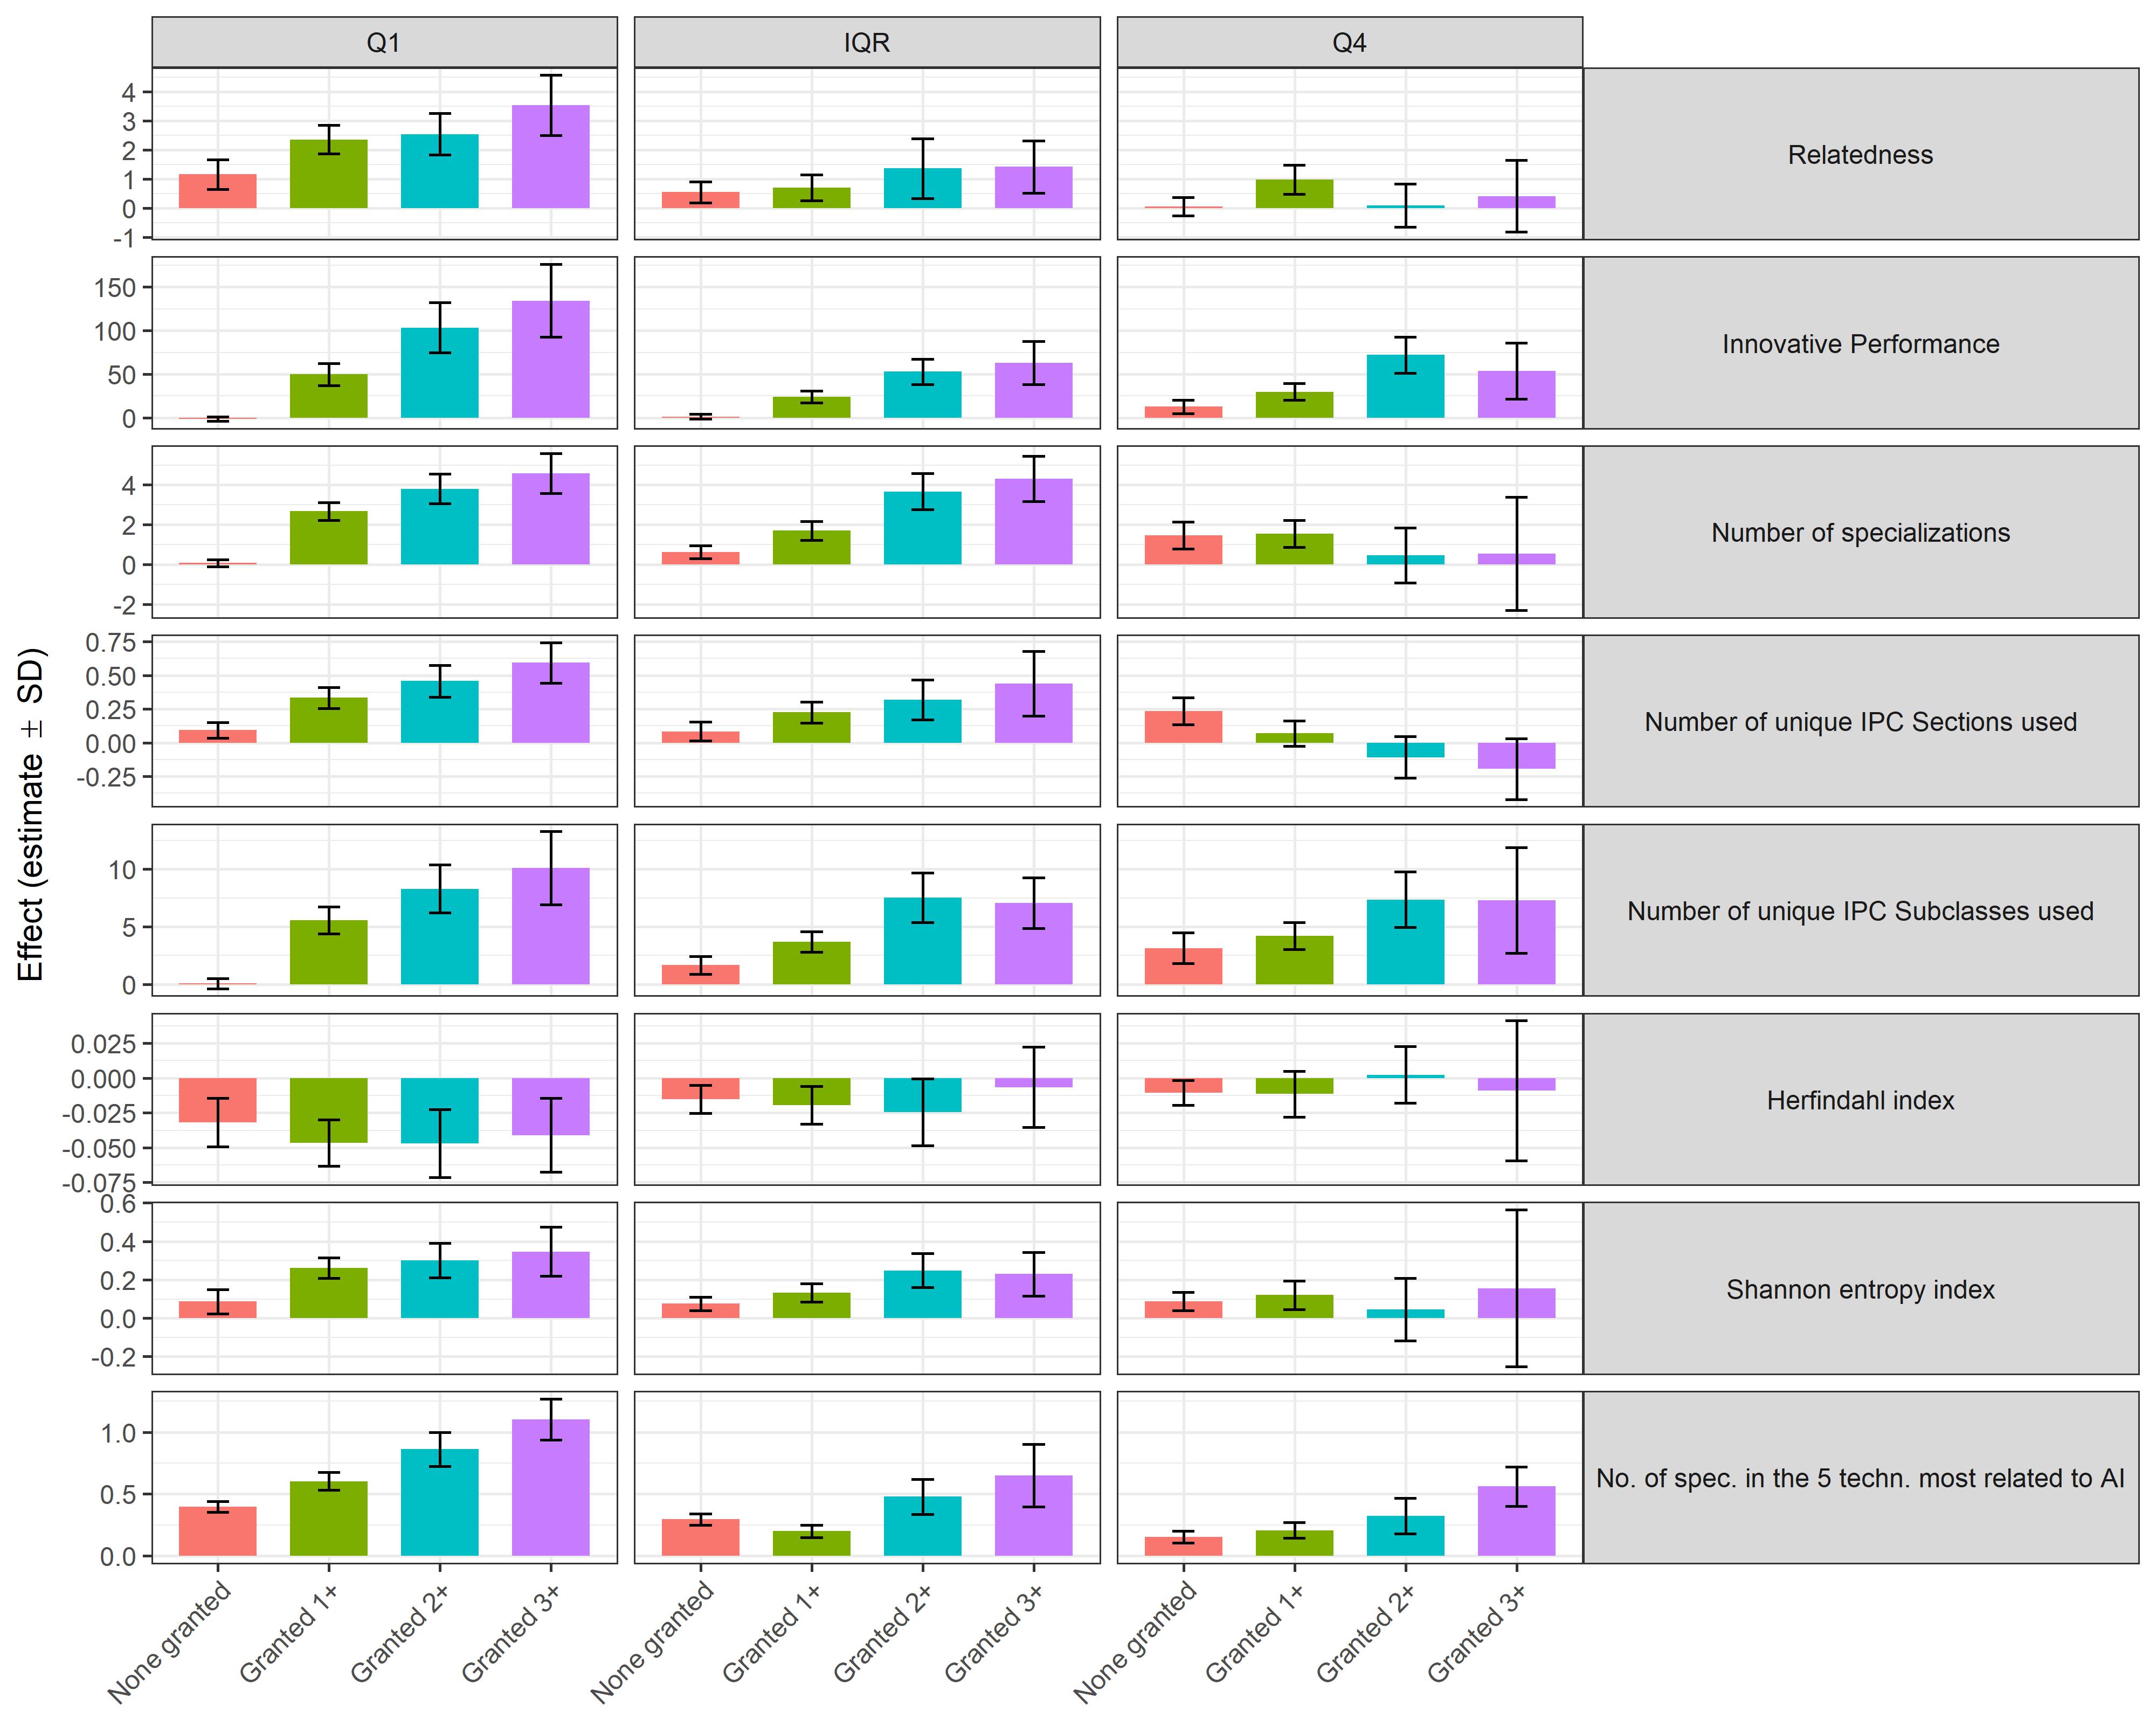 Q1 IQR Q4
4
3
2
1
0
-1
Relatedness
150
100
50
0
Innovative Performance
4
2
0
-2
Number of specializations
0.75
0.50
0.25
0.00
-0.25
Number of unique IPC Sections used
Effect (estimate ± SD)
10
5
0
Number of unique IPC Subclasses used
0.025
0.000
-0.025
-0.050
-0.075
Herfindahl index
0.6
0.4
0.2
0.0
-0.2
Shannon entropy index
1.0
0.5
0.0
No. of spec. in the 5 techn. most related to AI
None granted
Granted 1+
Granted 2+
Granted 3+
None granted
Granted 1+
Granted 2+
Granted 3+
None granted
Granted 1+
Granted 2+
Granted 3+